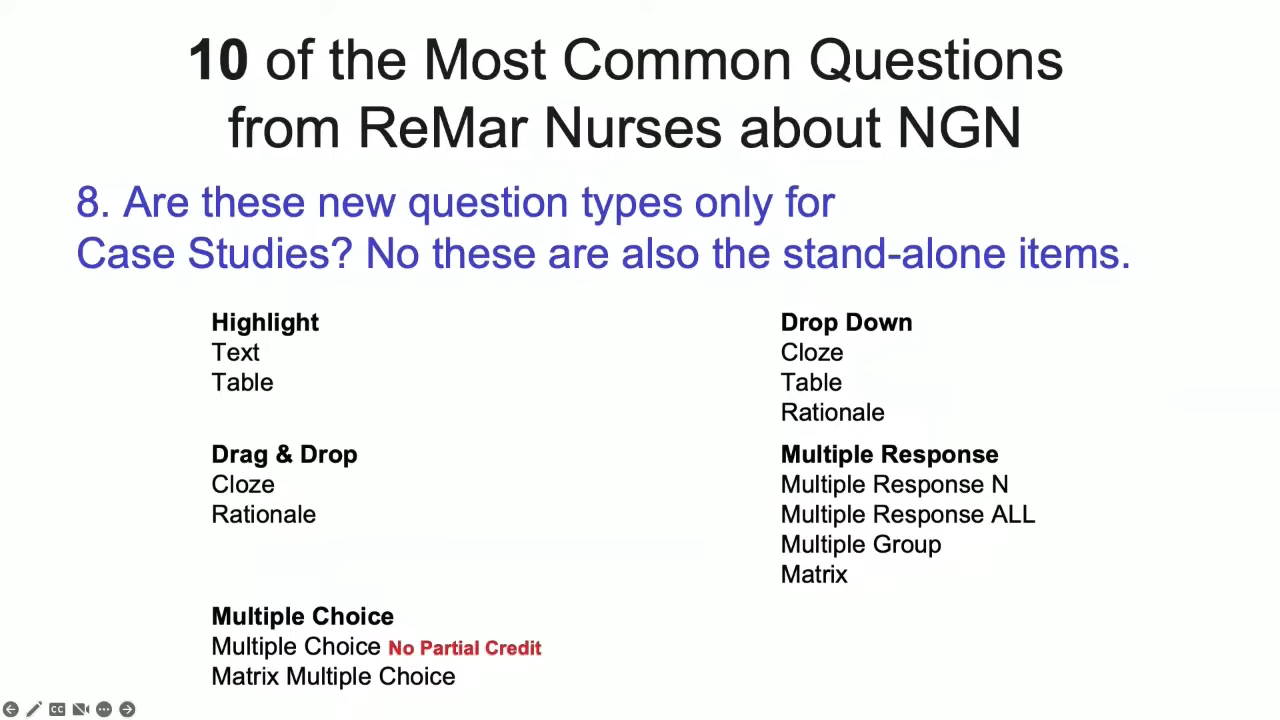 10 of the Most Common Questions
from ReMar Nurses about NGN
8. Are these new question types only for
Case Studies? No these are also the stand-alone items.
Highlight
Text
Table
Drop Down
Cloze
Table
Rationale
Drag & Drop
Cloze
Rationale
Multiple Response
Multiple Response N
Multiple Response ALL
Multiple Group
Matrix
Multiple Choice
Multiple Choice No Partial Credit
Matrix Multiple Choice
CC